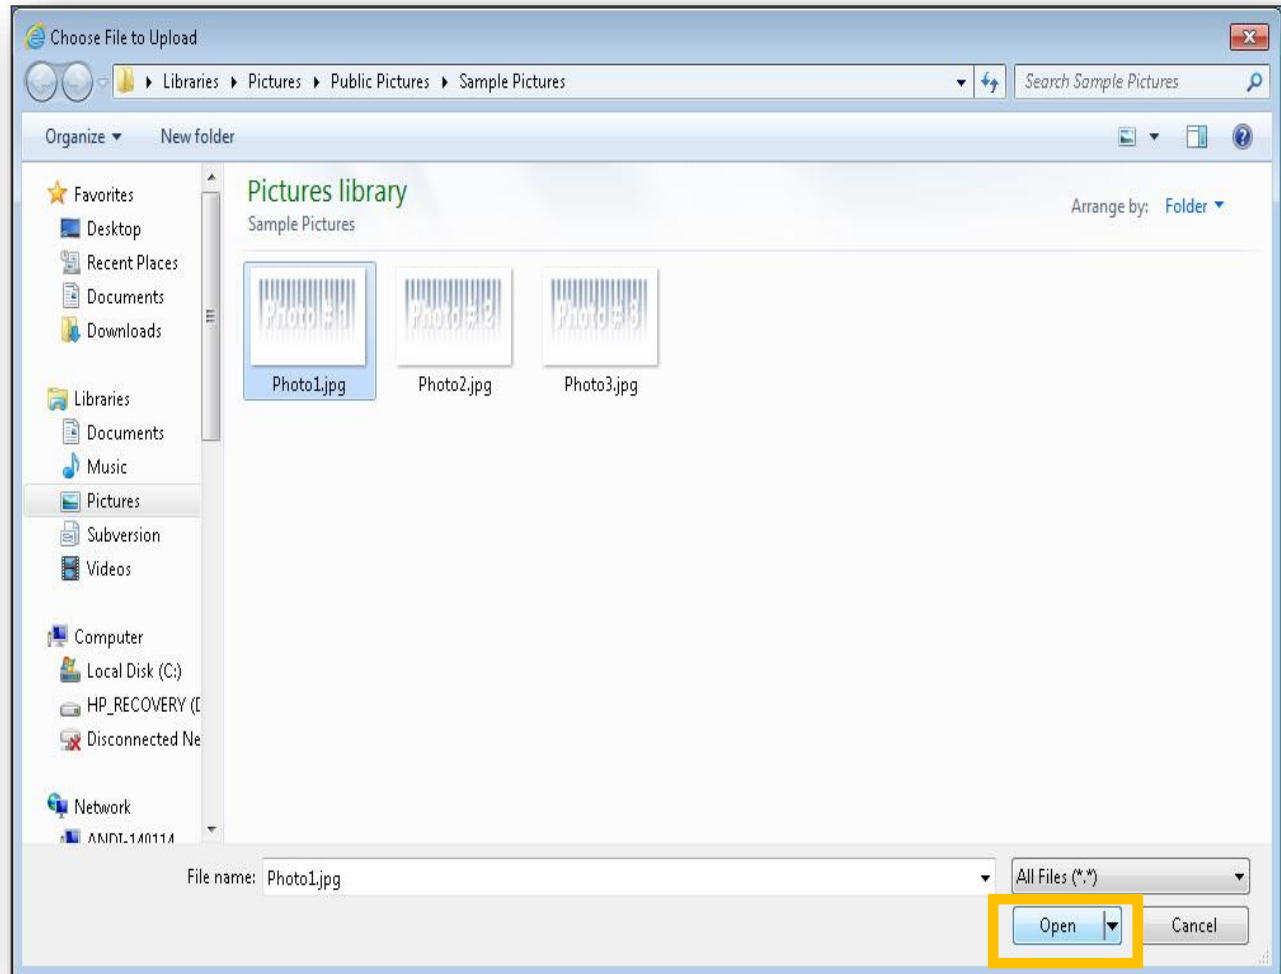 Choose File to Upload
Libraries Pictures Public Pictures Sample Pictures
Search Sample Pictures
Organize New folder
Favorites
Desktop
Recent Places
Documents
Downloads
Libraries
Documents
Music
Pictures
Subversion
Videos
Computer
Local Disk (C:)
HP_RECOVERY (D
Disconnected Ne
Network
ANDI-140114
Pictures library
Sample Pictures
Arrange by: Folder
Photo # 1
Photo # 2
Photo # 3
Photo1.jpg
Photo2.jpg
Photo3.jpg
File name: Photo1.jpg
All Files (*.*)
Open
Cancel